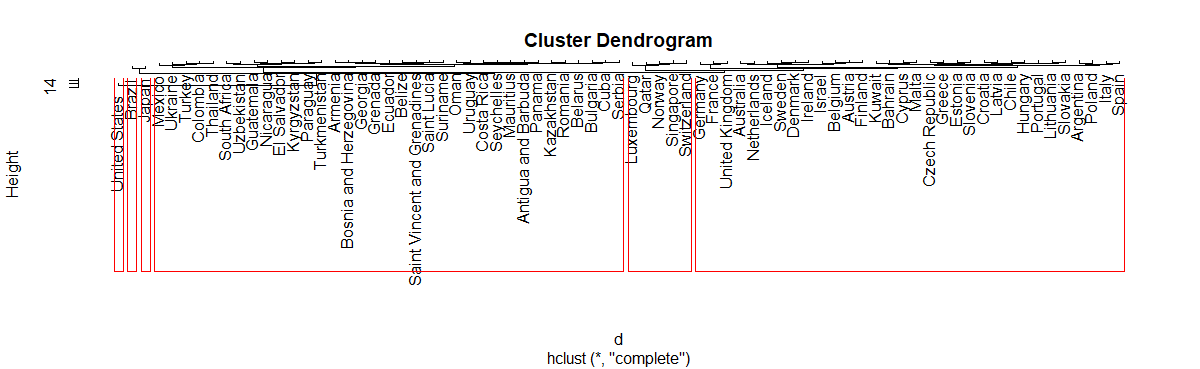 Cluster Dendrogram
Height
14
United States
Brazil
Japan
Mexico
Ukraine
Turkey
Colombia
Thailand
South Africa
Uzbekistan
Guatemala
Nicaragua
El Salvador
Kyrgyzstan
Paraguay
Turkmenistan
Armenia
Bosnia and Herzegovina
Georgia
Grenada
Ecuador
Belize
Saint Vincent and Grenadines
Saint Lucia
Suriname
Oman
Uruguay
Costa Rica
Seychelles
Mauritius
Antigua and Barbuda
Panama
Kazakhstan
Romania
Belarus
Bulgaria
Cuba
Serbia
Luxembourg
Qatar
Norway
Singapore
Switzerland
Germany
France
United Kingdom
Australia
Netherlands
Iceland
Sweden
Denmark
Ireland
Israel
Belgium
Austria
Finland
Kuwait
Bahrain
Cyprus
Malta
Czech Republic
Greece
Estonia
Slovenia
Croatia
Latvia
Chile
Hungary
Portugal
Lithuania
Slovakia
Argentina
Poland
Italy
Spain
d
hclust (*, "complete")